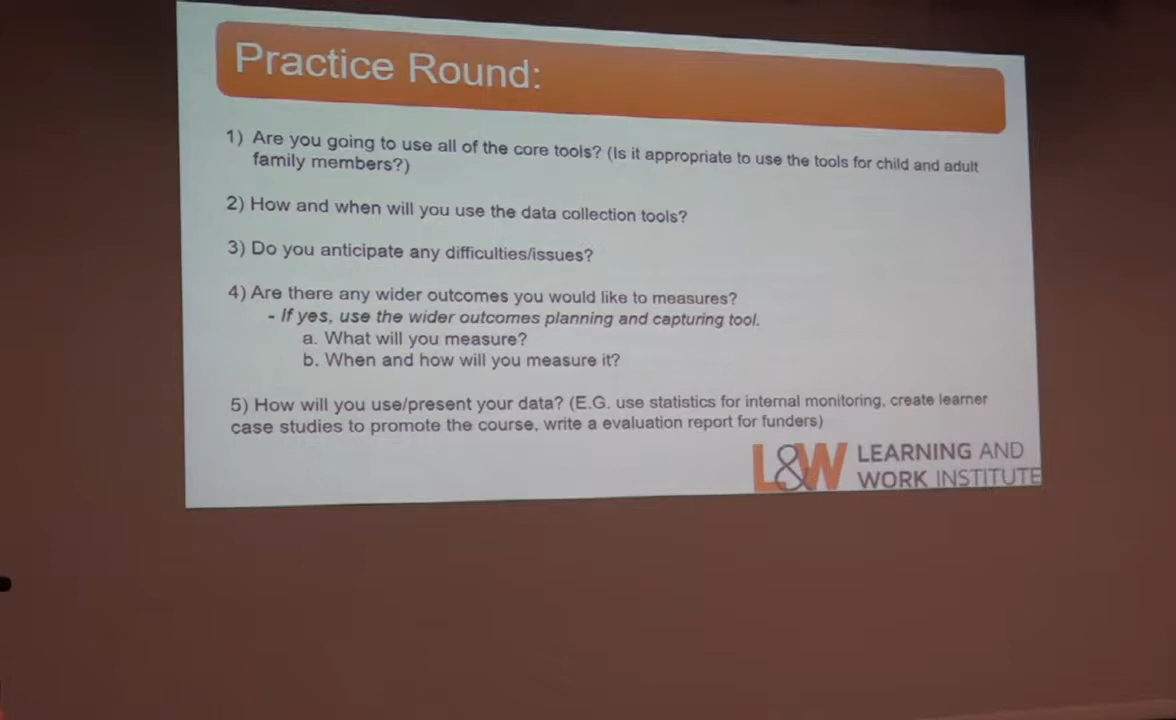 Practice Round:
1) Are you going to use all of the core tools? (Is it appropriate to use the tools for child and adult
family members?)
2) How and when will you use the data collection tools?
3) Do you anticipate any difficulties/issues?
4) Are there any wider outcomes you would like to measures?
- If yes, use the wider outcomes planning and capturing tool.
a. What will you measure?
b. When and how will you measure it?
5) How will you use/present your data? (E.G. use statistics for internal monitoring, create learner
case studies to promote the course, write a evaluation report for funders)
L&W LEARNING AND
WORK INSTITUTE